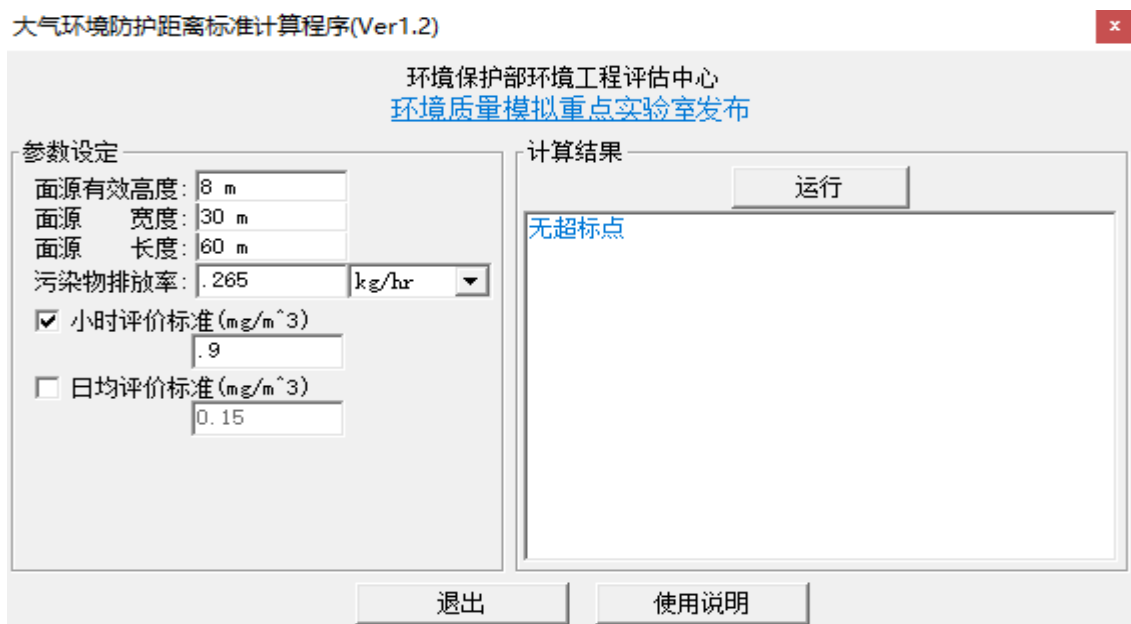 大气环境防护距离标准计算程序(Ver1.2)
x
环境保护部环境工程评估中心
环境质量模拟重点实验室发布
参数设定
面源有效高度: 8 m
面源 宽度: 30 m
面源 长度: 60 m
污染物排放率: .265 kg/hr
小时评价标准(mg/m^3)
.9
日均评价标准(mg/m^3)
0.15
计算结果
运行
无超标点
退出 使用说明